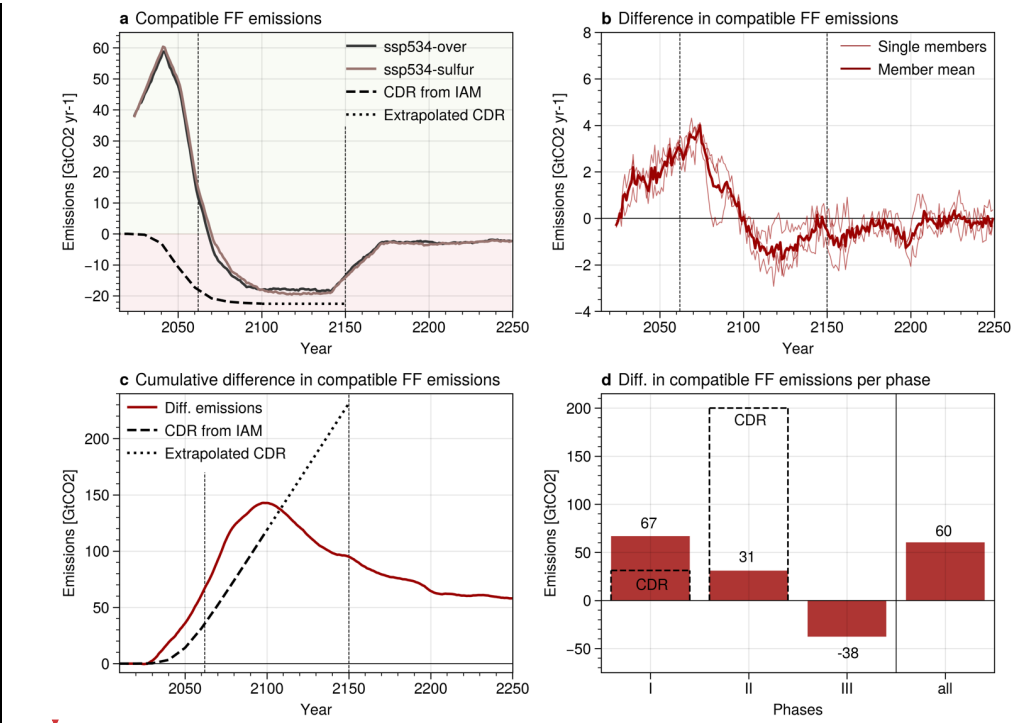 a Compatible FF emissions
60
50
40
30
20
10
0
−10
−20
Emissions [GtCO2 yr-1]
ssp534-over
ssp534-sulfur
CDR from IAM
Extrapolated CDR
2050 2100 2150 2200 2250
Year
b Difference in compatible FF emissions
8
6
4
2
0
−2
−4
Emissions [GtCO2 yr-1]
Single members
Member mean
2050 2100 2150 2200 2250
Year
c Cumulative difference in compatible FF emissions
200
150
100
50
0
Emissions [GtCO2]
Diff. emissions
CDR from IAM
Extrapolated CDR
2050 2100 2150 2200 2250
Year
d Diff. in compatible FF emissions per phase
200
150
100
50
0
−50
Emissions [GtCO2]
CDR
67
31
60
CDR
-38
I II III all
Phases